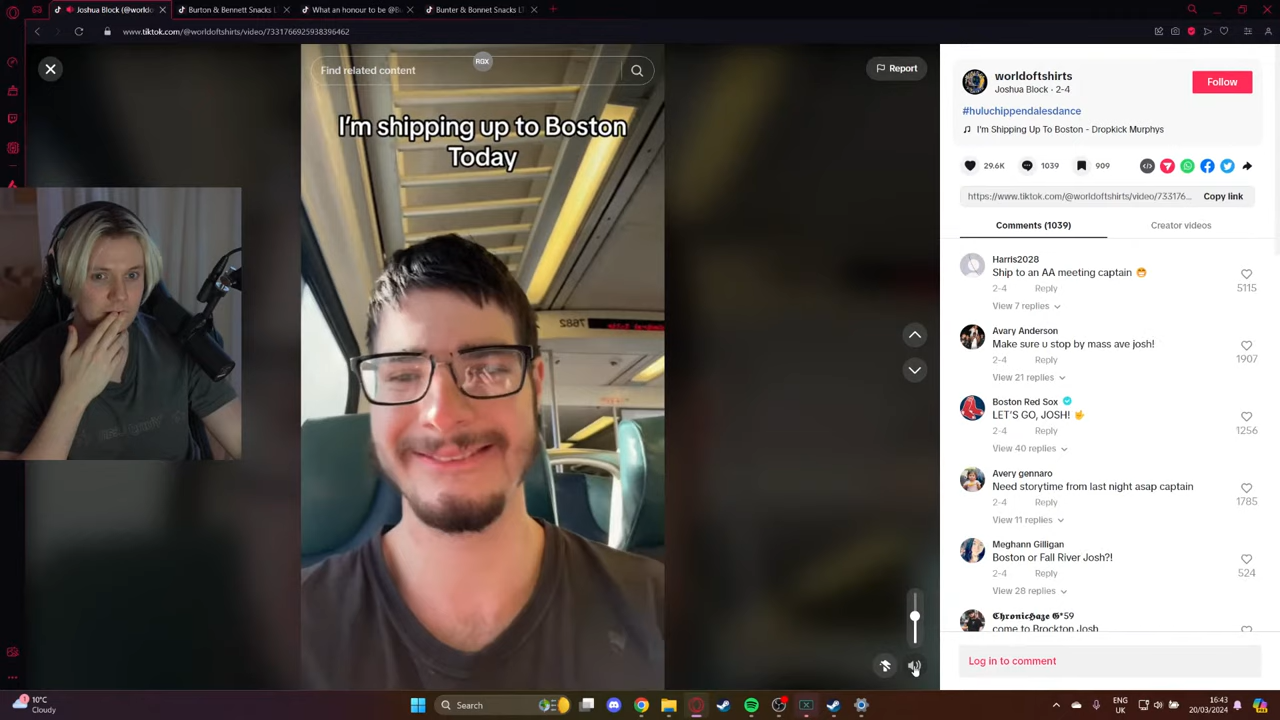 Joshua Block (@worldo
Burton & Bennett Snacks L
What an honour to be @B
Bunter & Bonnet Snacks LT
www.tiktok.com/@worldoftshirts/video/7331766925938396462
Find related content
RGX
Report
I'm shipping up to Boston
Today
7682
worldoftshirts
Joshua Block · 2-4
Follow
#huluchippendalesdance
I'm Shipping Up To Boston - Dropkick Murphys
29.6K
1039
909
https://www.tiktok.com/@worldoftshirts/video/733176...
Copy link
Comments (1039)
Creator videos
Harris2028
Ship to an AA meeting captain 😁
2-4 Reply
5115
View 7 replies
Avary Anderson
Make sure u stop by mass ave josh!
2-4 Reply
1907
View 21 replies
Boston Red Sox
LET'S GO, JOSH! 🤟
2-4 Reply
1256
View 40 replies
Avery gennaro
Need storytime from last night asap captain
2-4 Reply
1785
View 11 replies
Meghann Gilligan
Boston or Fall River Josh?!
2-4 Reply
524
View 28 replies
come to Brockton Josh
Log in to comment
10°C
Cloudy
Search
ENG
UK
16:43
20/03/2024